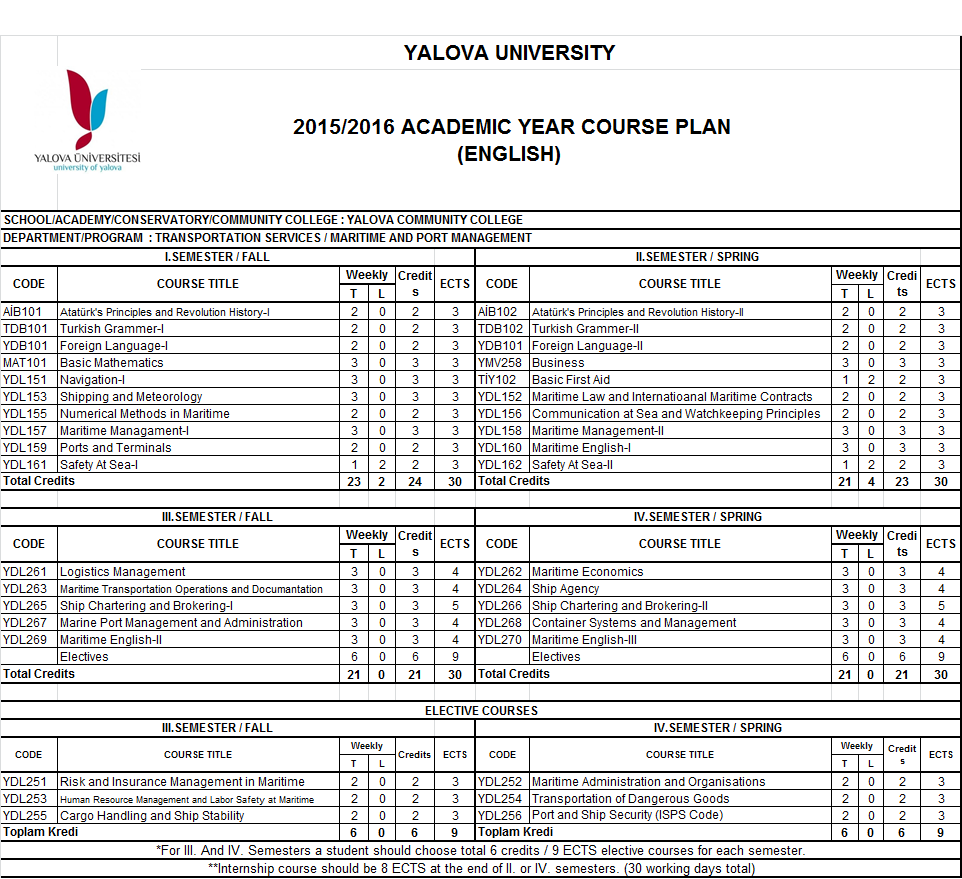 YALOVA UNIVERSITY
YALOVA ÜNİVERSİTESİ
university of yalova
2015/2016 ACADEMIC YEAR COURSE PLAN
(ENGLISH)
SCHOOL/ACADEMY/CONSERVATORY/COMMUNITY COLLEGE : YALOVA COMMUNITY COLLEGE
DEPARTMENT/PROGRAM : TRANSPORTATION SERVICES / MARITIME AND PORT MANAGEMENT
I.SEMESTER / FALL II.SEMESTER / SPRING
CODE COURSE TITLE Weekly T L Credits ECTS CODE COURSE TITLE Weekly T L Credits ECTS
AİB101 Atatürk's Principles and Revolution History-I 2 0 2 3 AİB102 Atatürk's Principles and Revolution History-II 2 0 2 3
TDB101 Turkish Grammer-I 2 0 2 3 TDB102 Turkish Grammer-II 2 0 2 3
YDB101 Foreign Language-I 2 0 2 3 YDB101 Foreign Language-II 2 0 2 3
MAT101 Basic Mathematics 3 0 3 3 YMV258 Business 3 0 3 3
YDL151 Navigation-I 3 0 3 3 TİY102 Basic First Aid 1 2 2 3
YDL153 Shipping and Meteorology 3 0 3 3 YDL152 Maritime Law and Internatioanal Maritime Contracts 2 0 2 3
YDL155 Numerical Methods in Maritime 2 0 2 3 YDL156 Communication at Sea and Watchkeeping Principles 2 0 2 3
YDL157 Maritime Managament-I 3 0 3 3 YDL158 Maritime Management-II 3 0 3 3
YDL159 Ports and Terminals 2 0 2 3 YDL160 Maritime English-I 3 0 3 3
YDL161 Safety At Sea-I 1 2 2 3 YDL162 Safety At Sea-II 1 2 2 3
Total Credits 23 2 24 30 Total Credits 21 4 23 30
III.SEMESTER / FALL IV.SEMESTER / SPRING
CODE COURSE TITLE Weekly T L Credits ECTS CODE COURSE TITLE Weekly T L Credits ECTS
YDL261 Logistics Management 3 0 3 4 YDL262 Maritime Economics 3 0 3 4
YDL263 Maritime Transportation Operations and Documantation 3 0 3 4 YDL264 Ship Agency 3 0 3 4
YDL265 Ship Chartering and Brokering-I 3 0 3 5 YDL266 Ship Chartering and Brokering-II 3 0 3 5
YDL267 Marine Port Management and Administration 3 0 3 4 YDL268 Container Systems and Management 3 0 3 4
YDL269 Maritime English-II 3 0 3 4 YDL270 Maritime English-III 3 0 3 4
Electives 6 0 6 9 Electives 6 0 6 9
Total Credits 21 0 21 30 Total Credits 21 0 21 30
ELECTIVE COURSES
III.SEMESTER / FALL IV.SEMESTER / SPRING
CODE COURSE TITLE Weekly T L Credits ECTS CODE COURSE TITLE Weekly T L Credits ECTS
YDL251 Risk and Insurance Management in Maritime 2 0 2 3 YDL252 Maritime Administration and Organisations 2 0 2 3
YDL253 Human Resource Management and Labor Safety at Maritime 2 0 2 3 YDL254 Transportation of Dangerous Goods 2 0 2 3
YDL255 Cargo Handling and Ship Stability 2 0 2 3 YDL256 Port and Ship Security (ISPS Code) 2 0 2 3
Toplam Kredi 6 0 6 9 Toplam Kredi 6 0 6 9
*For III. And IV. Semesters a student should choose total 6 credits / 9 ECTS elective courses for each semester.
**Internship course should be 8 ECTS at the end of II. or IV. semesters. (30 working days total)